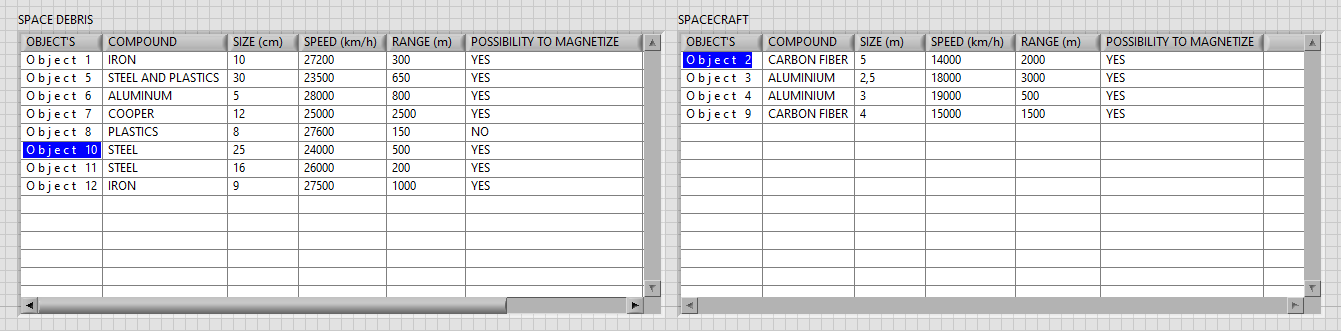 SPACE DEBRIS
OBJECT'S COMPOUND SIZE (cm) SPEED (km/h) RANGE (m) POSSIBILITY TO MAGNETIZE
Object 1 IRON 10 27200 300 YES
Object 5 STEEL AND PLASTICS 30 23500 650 YES
Object 6 ALUMINUM 5 28000 800 YES
Object 7 COOPER 12 25000 2500 YES
Object 8 PLASTICS 8 27600 150 NO
Object 10 STEEL 25 24000 500 YES
Object 11 STEEL 16 26000 200 YES
Object 12 IRON 9 27500 1000 YES
SPACECRAFT
OBJECT'S COMPOUND SIZE (m) SPEED (km/h) RANGE (m) POSSIBILITY TO MAGNETIZE
Object 2 CARBON FIBER 5 14000 2000 YES
Object 3 ALUMINIUM 2,5 18000 3000 YES
Object 4 ALUMINIUM 3 19000 500 YES
Object 9 CARBON FIBER 4 15000 1500 YES